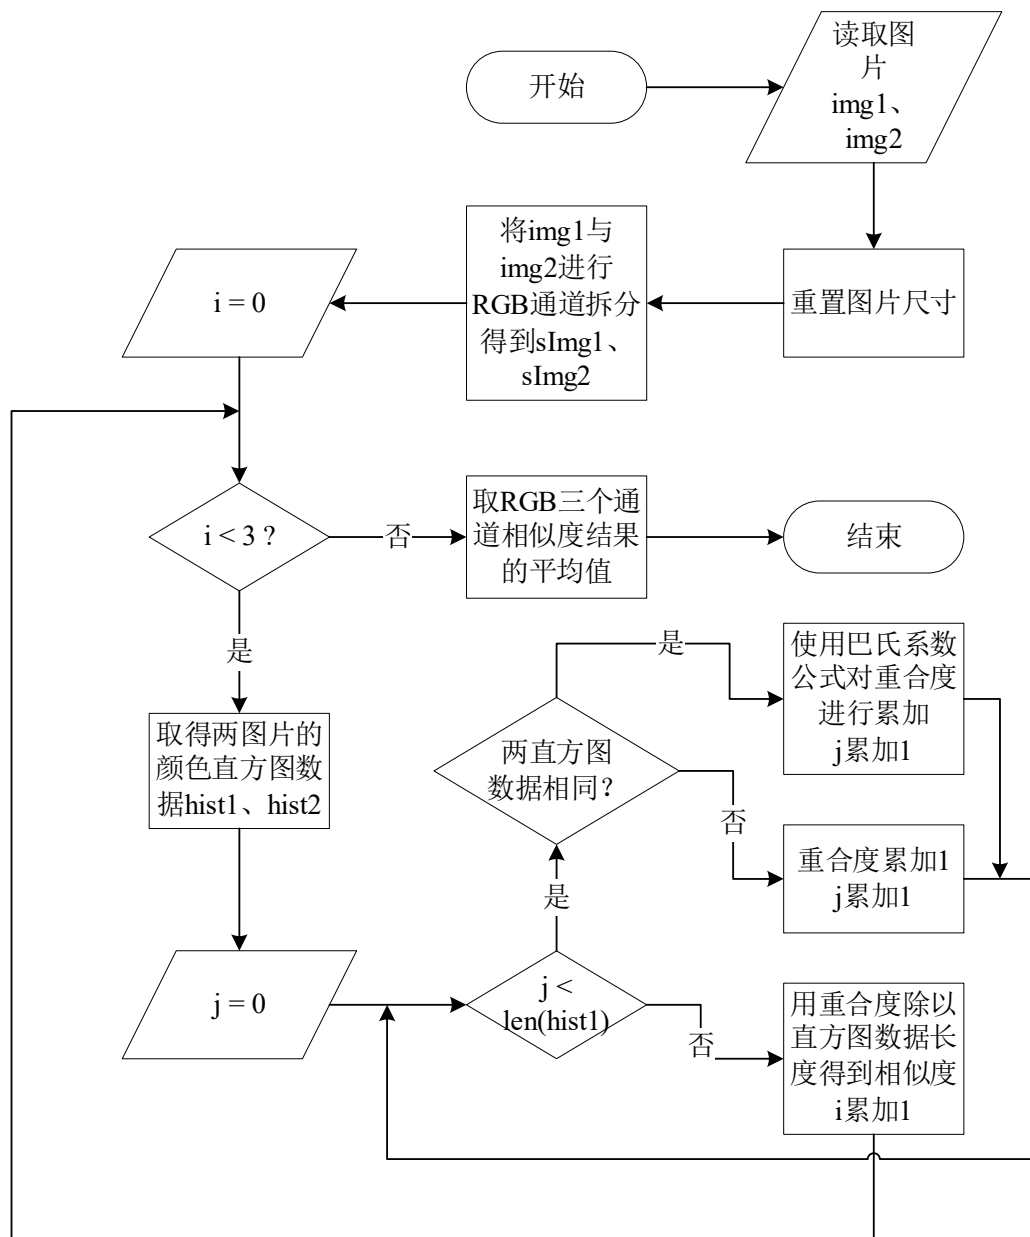 开始
读取图
片
img1、
img2
重置图片尺寸
将img1与
img2进行
RGB通道拆分
得到sImg1、
sImg2
i = 0
i < 3 ?
否
取RGB三个通
道相似度结果
的平均值
结束
是
取得两图片的
颜色直方图数
据hist1、hist2
j = 0
j <
len(hist1)
是
两直方图
数据相同?
是
使用巴氏系数
公式对重合度
进行累加
j累加1
否
重合度累加1
j累加1
否
用重合度除以
直方图数据长
度得到相似度
i累加1